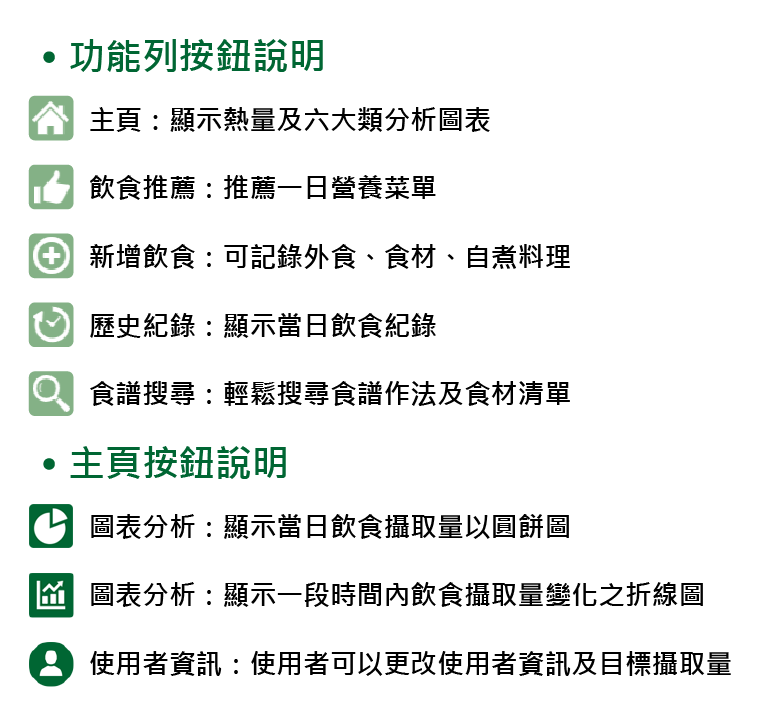 • 功能列按鈕說明
主頁：顯示熱量及六大類分析圖表
飲食推薦：推薦一日營養菜單
新增飲食：可記錄外食、食材、自煮料理
歷史紀錄：顯示當日飲食紀錄
食譜搜尋：輕鬆搜尋食譜作法及食材清單
• 主頁按鈕說明
圖表分析：顯示當日飲食攝取量以圓餅圖
圖表分析：顯示一段時間內飲食攝取量變化之折線圖
使用者資訊：使用者可以更改使用者資訊及目標攝取量